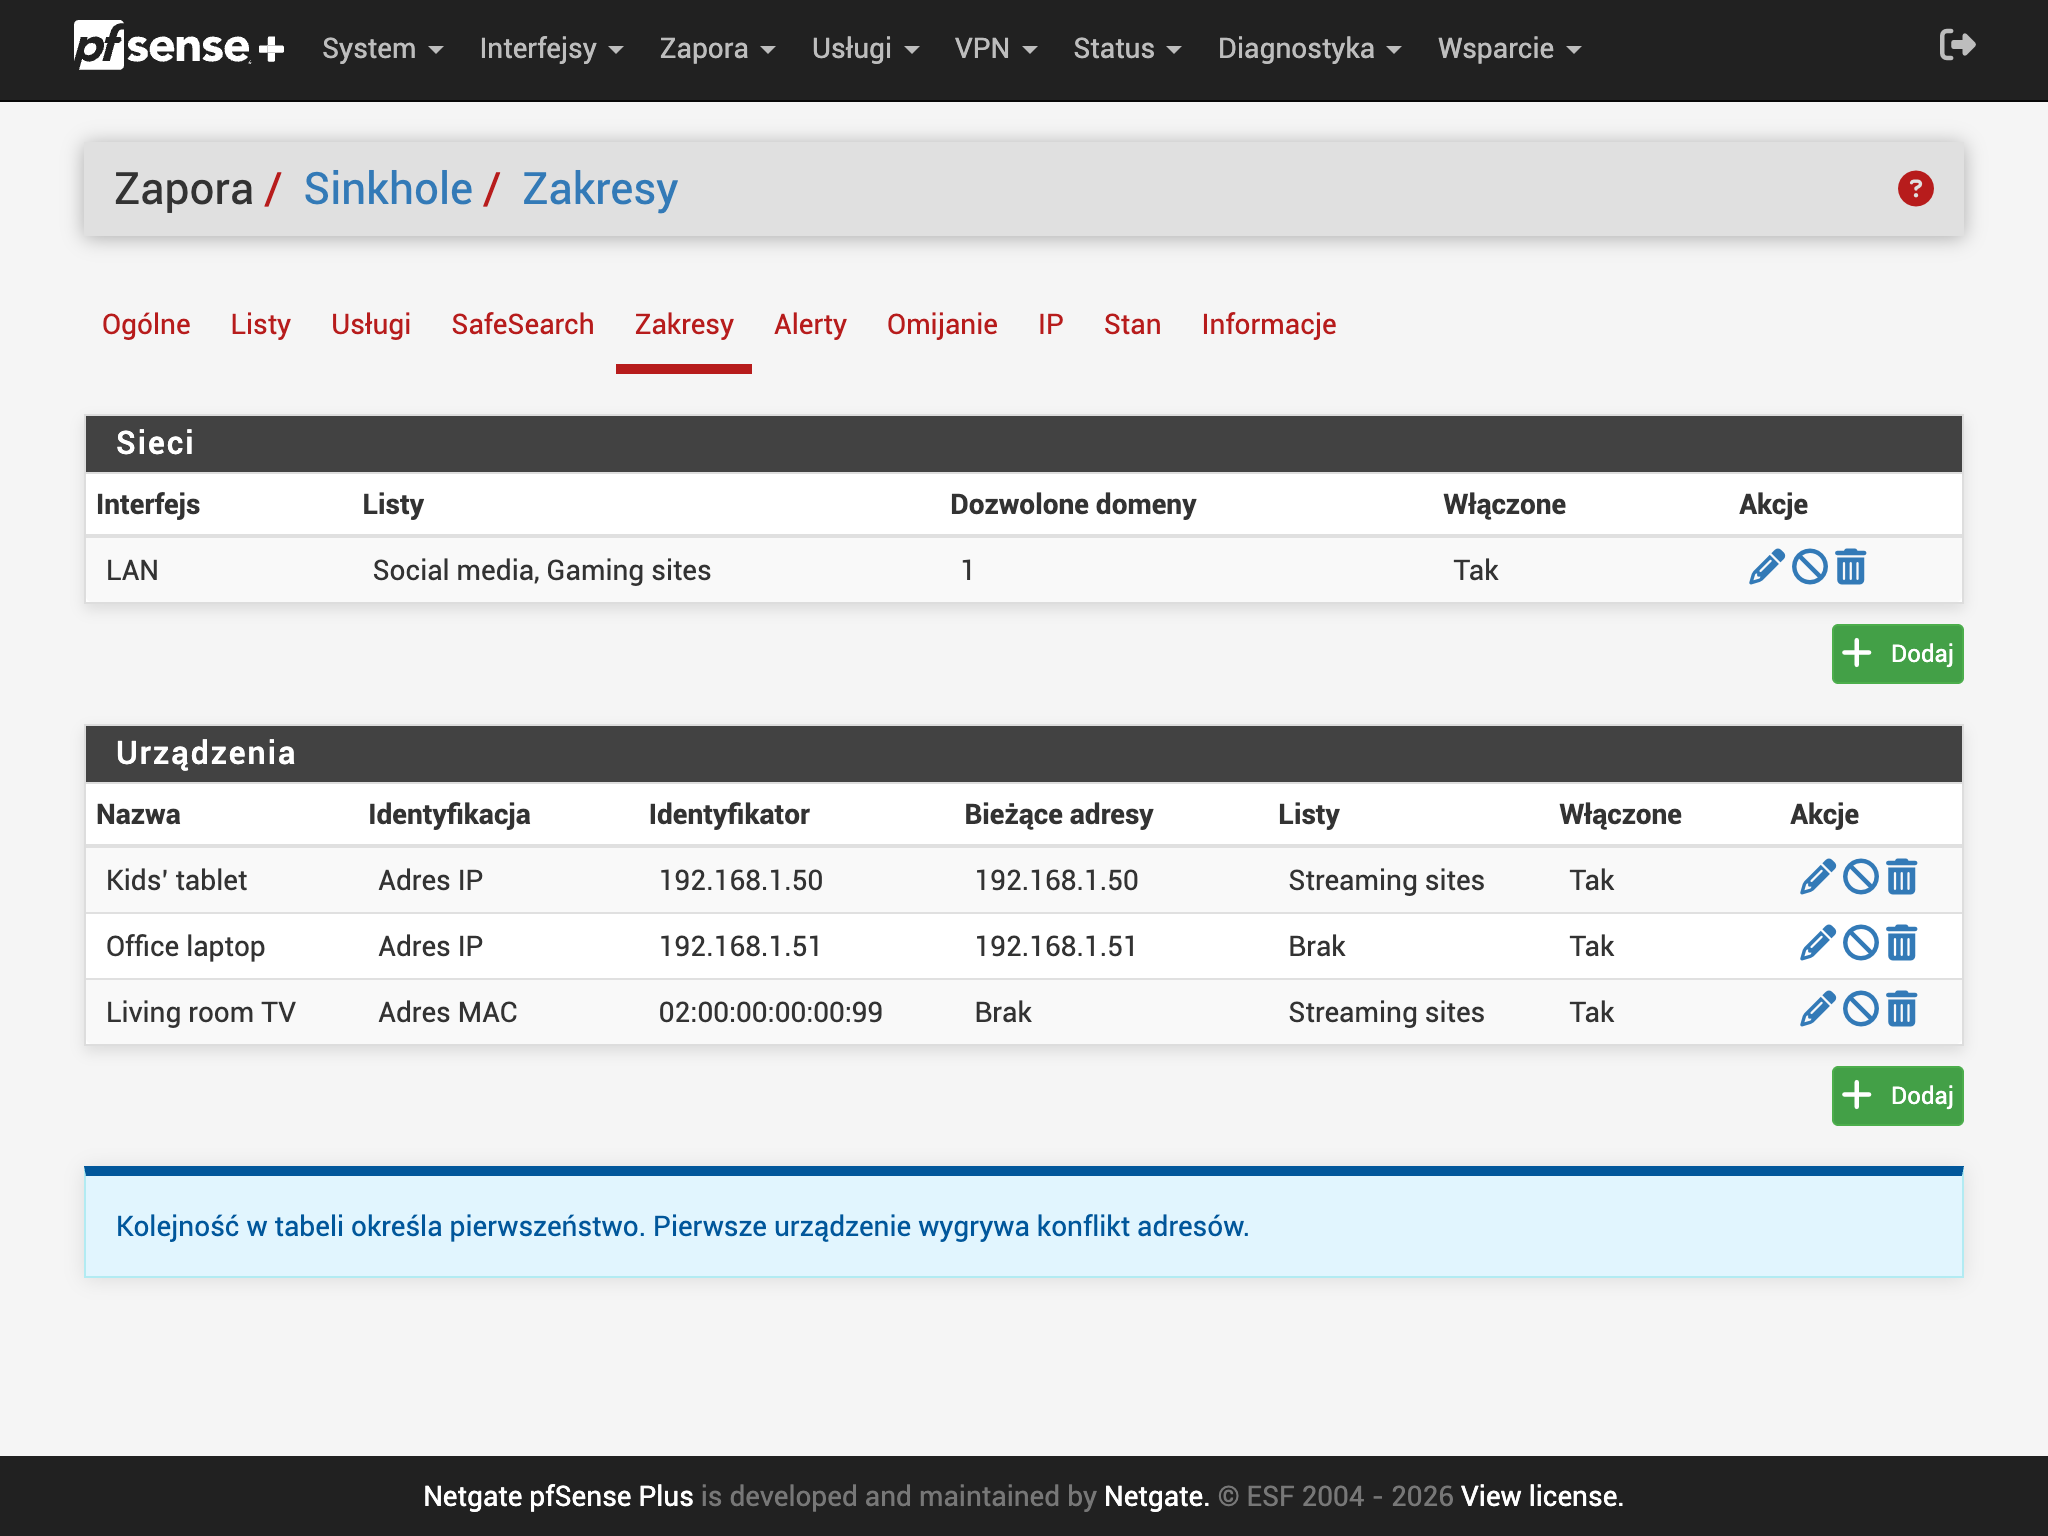 pfsense+ System Interfejsy Zapora Usługi VPN Status Diagnostyka Wsparcie
Zapora / Sinkhole / Zakresy ?
Ogólne Listy Usługi SafeSearch Zakresy Alerty Omijanie IP Stan Informacje
Sieci
Interfejs Listy Dozwolone domeny Włączone Akcje
LAN Social media, Gaming sites 1 Tak
Dodaj
Urządzenia
Nazwa Identyfikacja Identyfikator Bieżące adresy Listy Włączone Akcje
Kids' tablet Adres IP 192.168.1.50 192.168.1.50 Streaming sites Tak
Office laptop Adres IP 192.168.1.51 192.168.1.51 Brak Tak
Living room TV Adres MAC 02:00:00:00:00:99 Brak Streaming sites Tak
Dodaj
Kolejność w tabeli określa pierwszeństwo. Pierwsze urządzenie wygrywa konflikt adresów.
Netgate pfSense Plus is developed and maintained by Netgate. © ESF 2004 - 2026 View license.